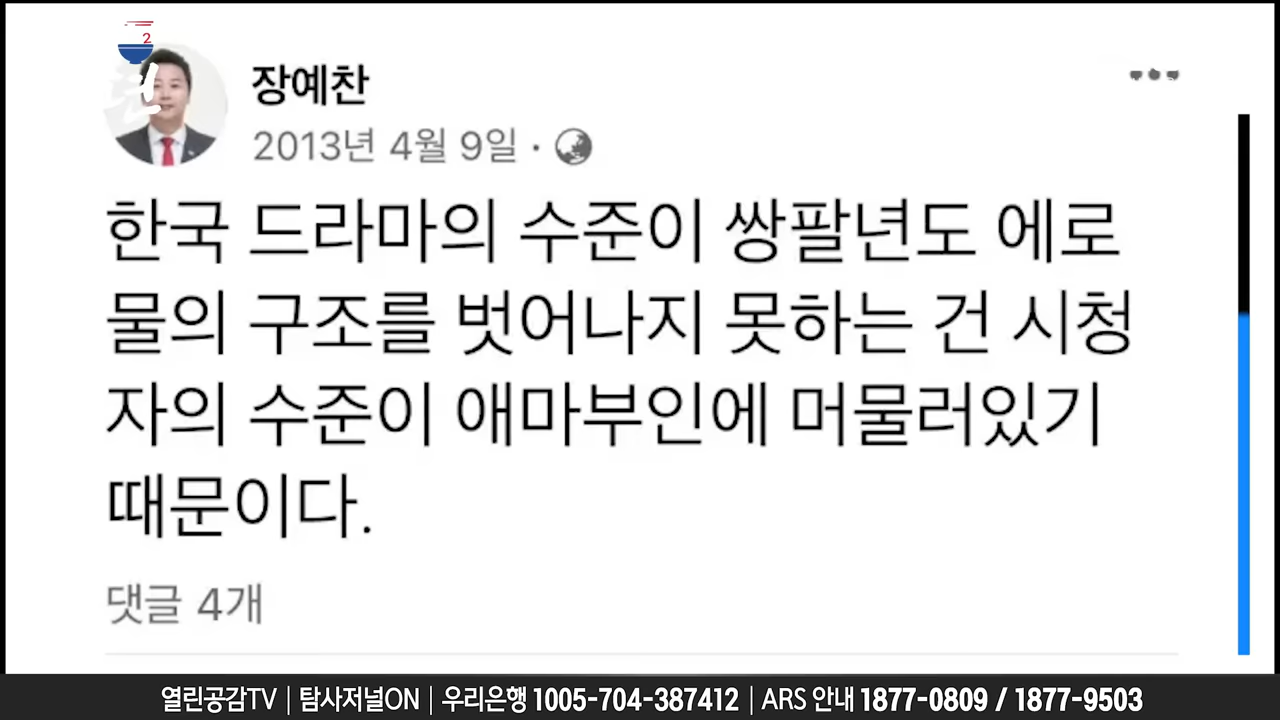 2
장예찬
2013년 4월 9일 ·
한국 드라마의 수준이 쌍팔년도 에로
물의 구조를 벗어나지 못하는 건 시청
자의 수준이 애마부인에 머물러있기
때문이다.
댓글 4개
열린공감TV | 탐사저널ON | 우리은행 1005-704-387412 | ARS 안내 1877-0809 / 1877-9503